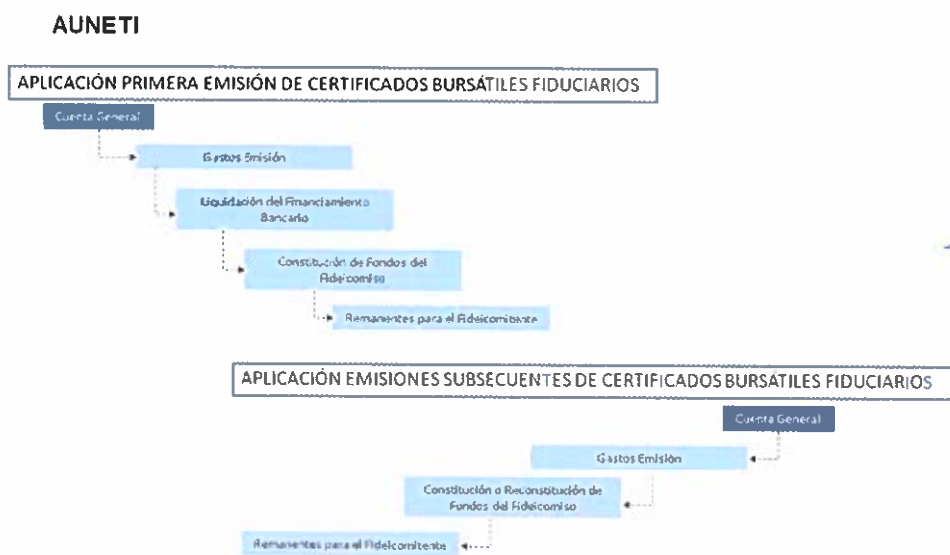 AUNETI
APLICACIÓN PRIMERA EMISIÓN DE CERTIFICADOS BURSÁTILES FIDUCIARIOS
Cuenta General
Gastos Emisión
Liquidación del Financiamiento
Bancario
Constitución de Fondos del
Fideicomiso
Remanentes para el Fideicomitente
APLICACIÓN EMISIONES SUBSECUENTES DE CERTIFICADOS BURSÁTILES FIDUCIARIOS
Cuenta General
Gastos Emisión
Constitución o Reconstitución de
Fondos del Fideicomiso
Remanentes para el Fideicomitente